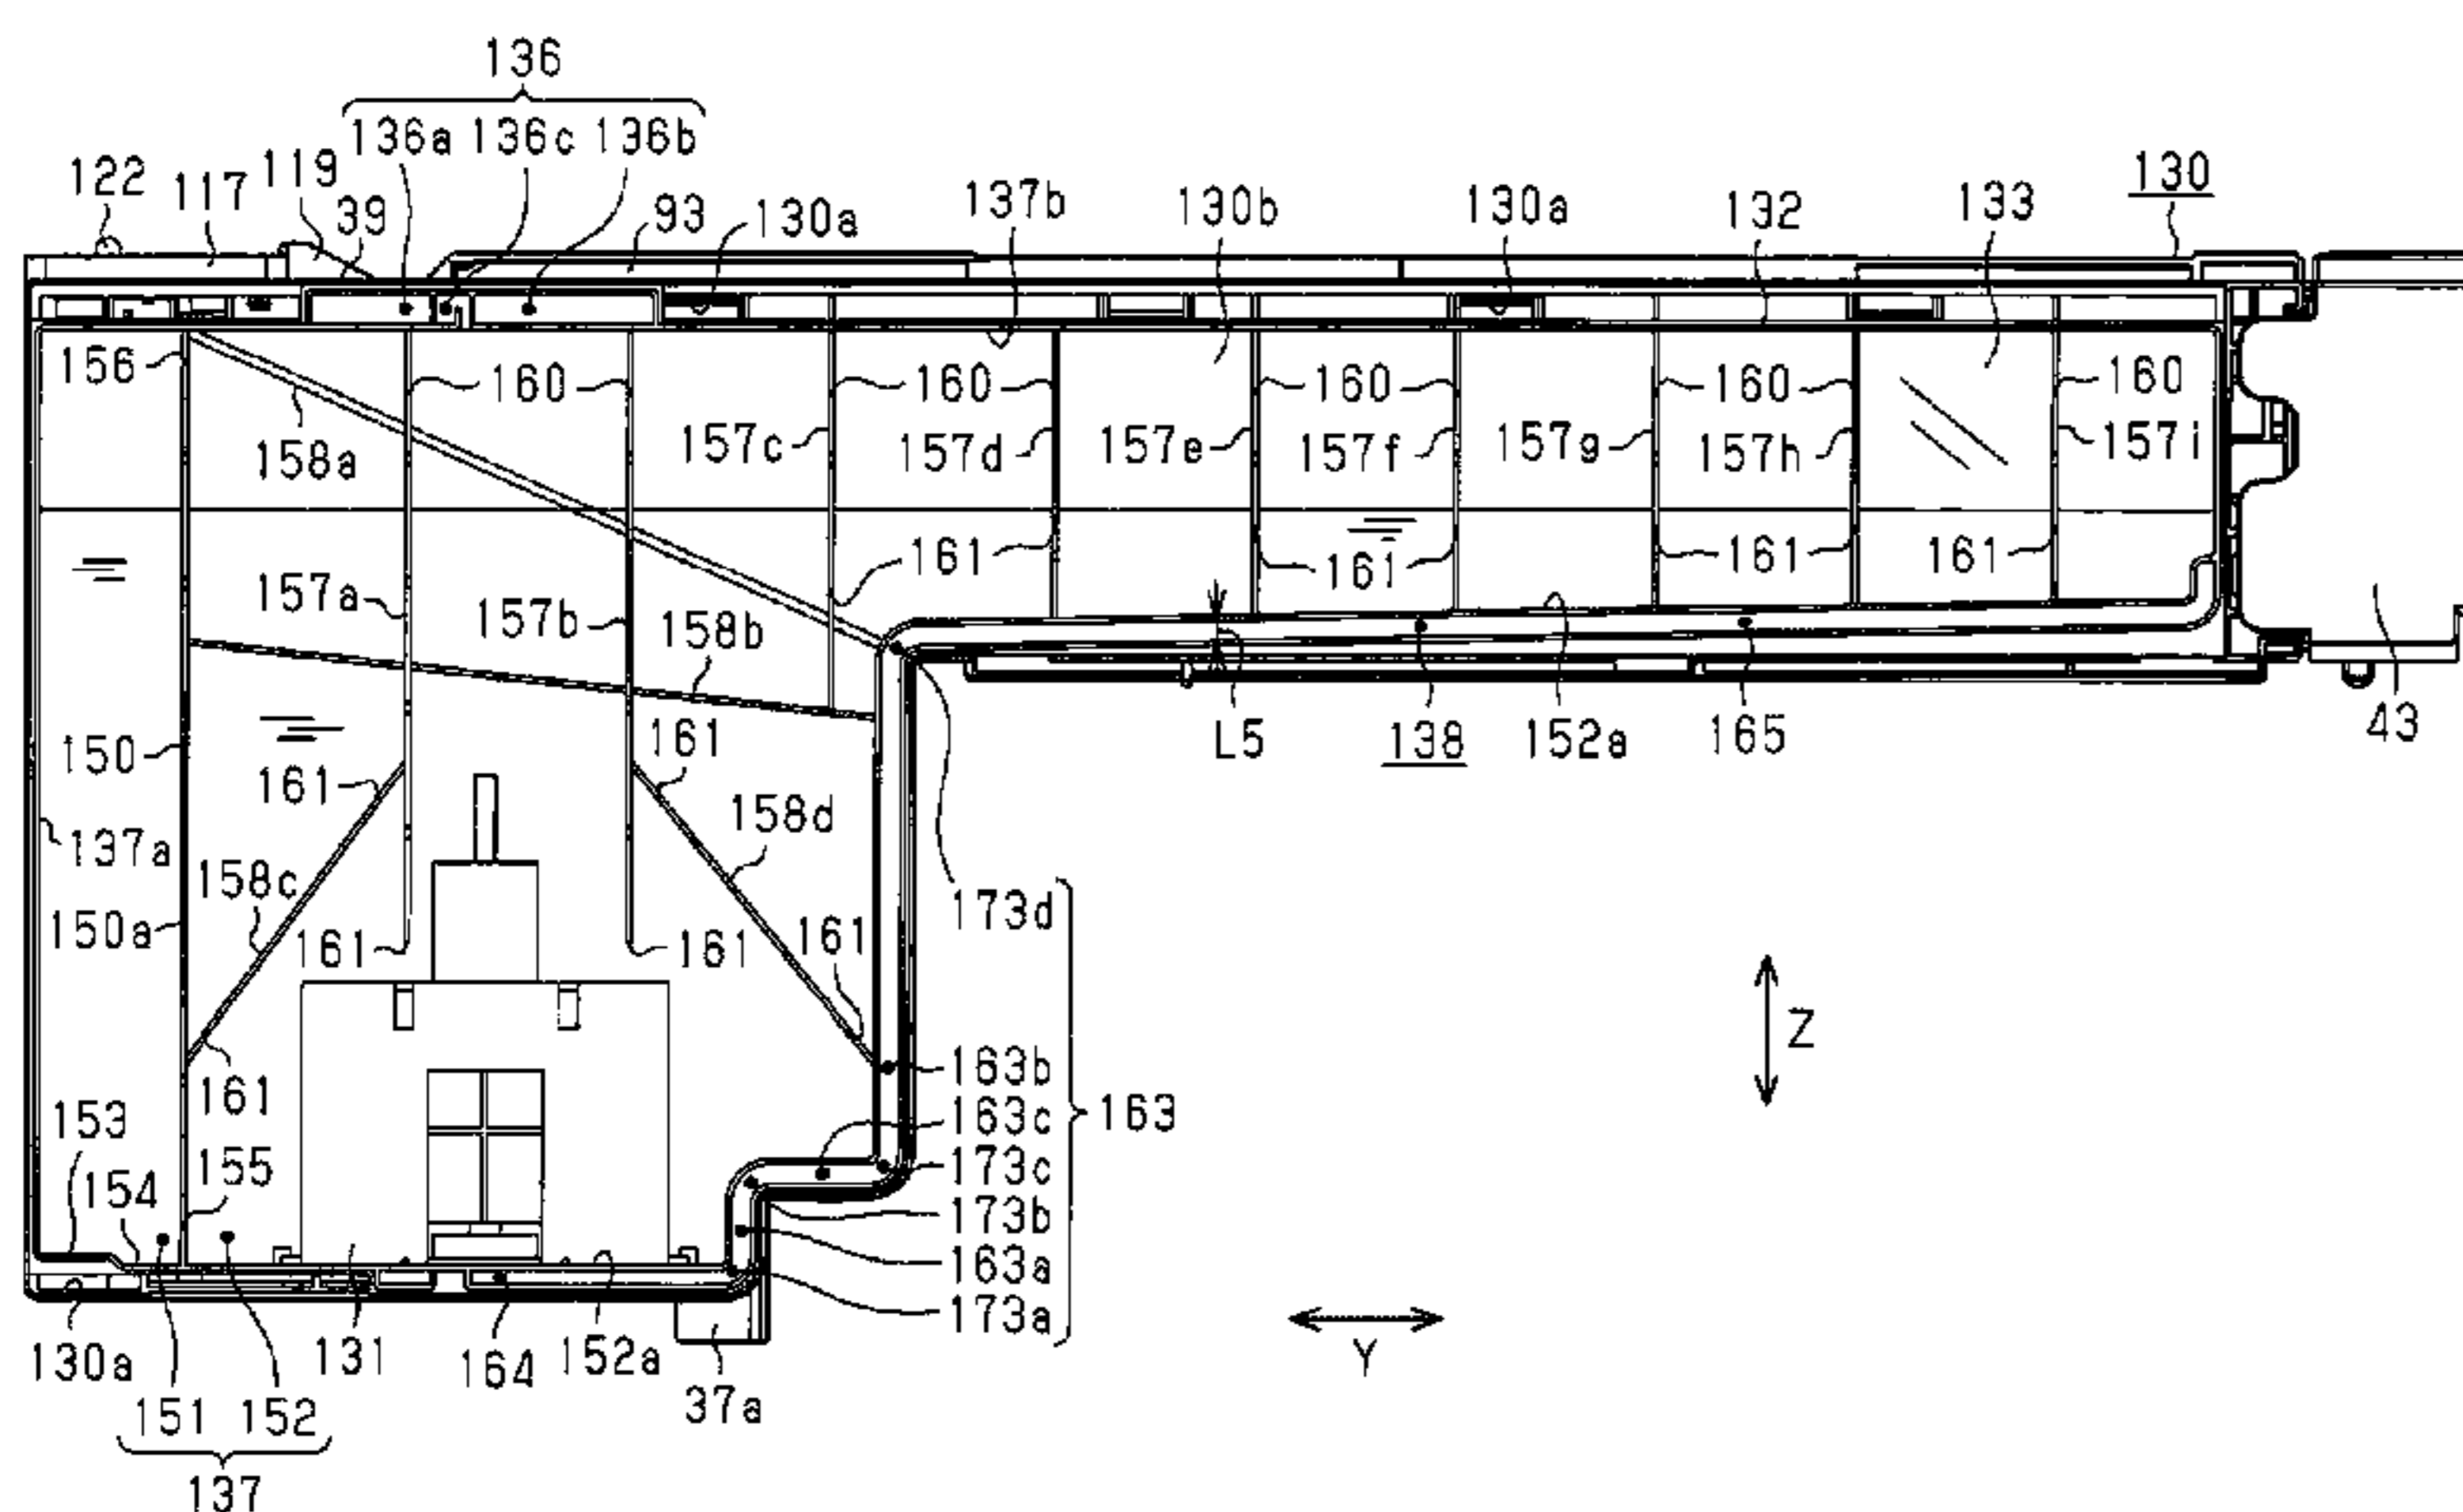 136
136a 136c 136b
122 117 119 39 93 130a 137b 130b 130a 132 130 133
156 160 160 160 160 160
158a 157c 157d 157e 157f 157g 157h 157i
161 161 161 161
157a 157b 158b
150 161 161 L5 138 152a 165 43
158d
137a 158c
150a 161 161 161 173d
163b
161 163c 163
153 155 173c
154 173b
163a
173a
Z
Y
130a 131 164 152a 37a
151 152
137